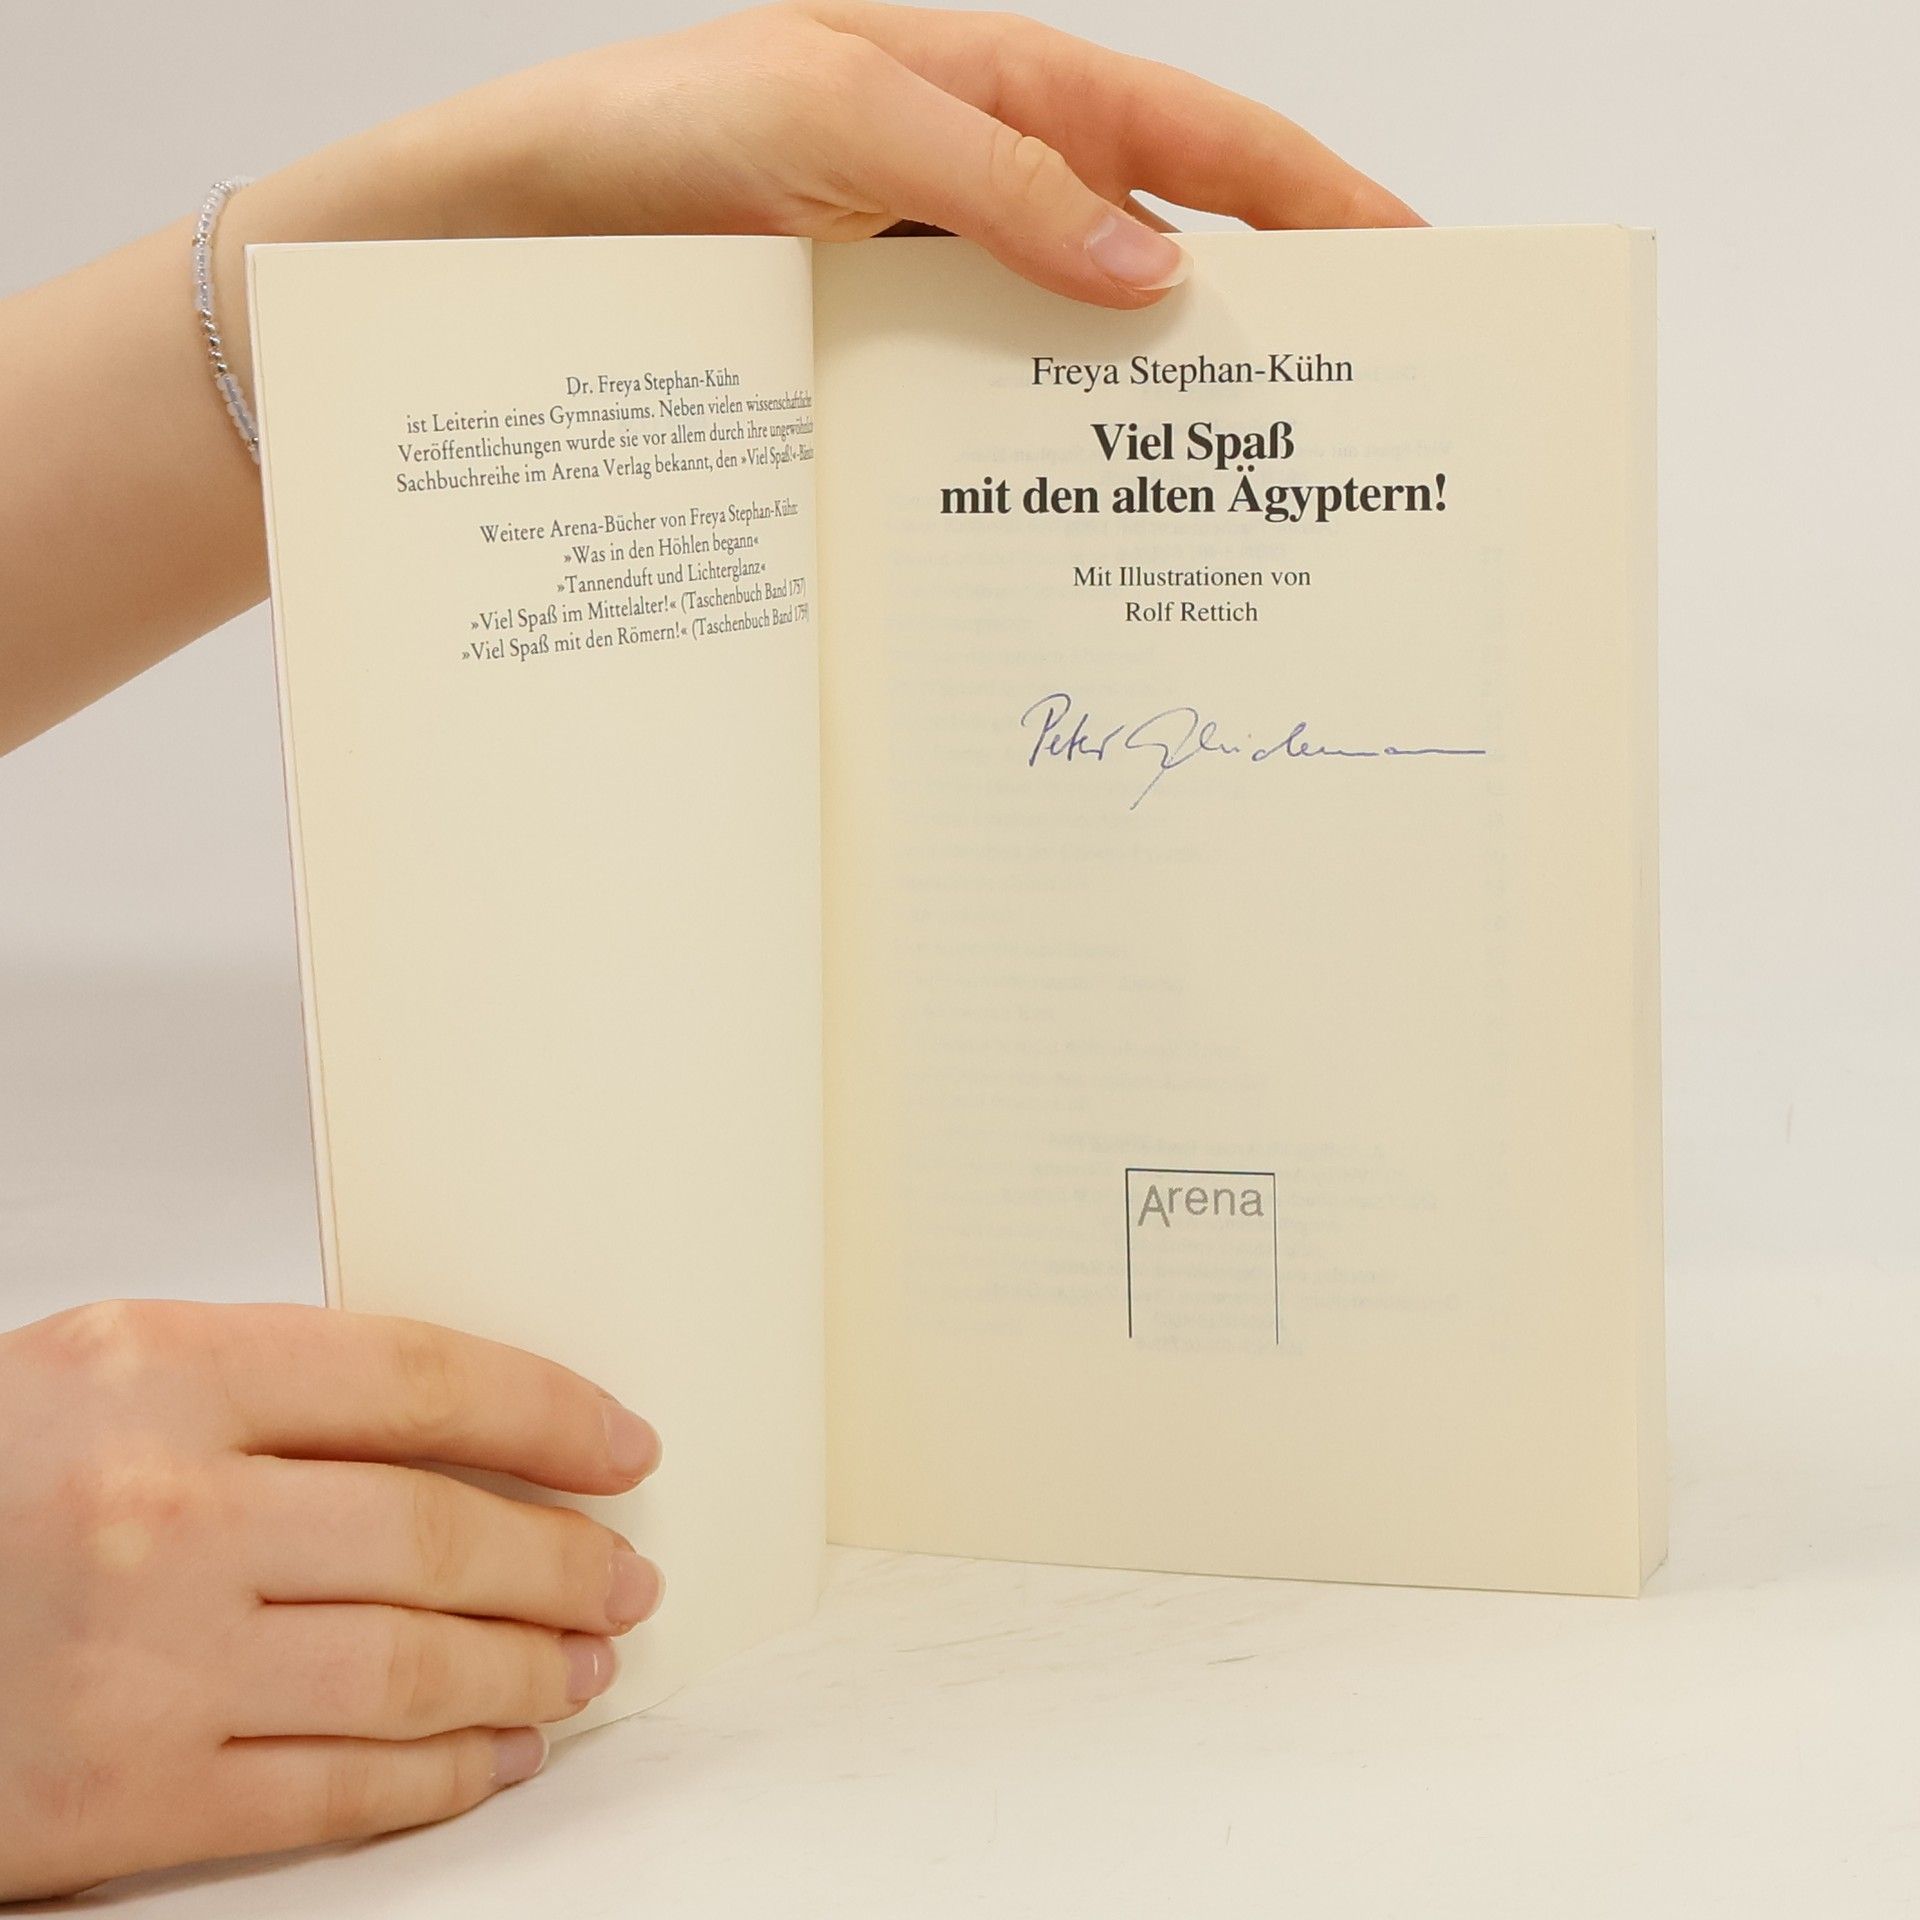 Dr. Freya Stephan-Kühn
ist Leiterin eines Gymnasiums. Neben vielen wissenschaftliche
Veröffentlichungen wurde sie vor allem durch ihre
Sachbuchreihe im Arena Verlag bekannt, den »Viel Spaß!«-
Weitere Arena-Bücher von Freya Stephan-Kühn:
»Was in den Höhlen begann«
»Tannenduft und Lichterglanz«
»Viel Spaß im Mittelalter!« (Taschenbuch Band 1757)
»Viel Spaß mit den Römern!« (Taschenbuch Band 1759)
Freya Stephan-Kühn
Viel Spaß
mit den alten Ägyptern!
Mit Illustrationen von
Rolf Rettich
Peter
Arena